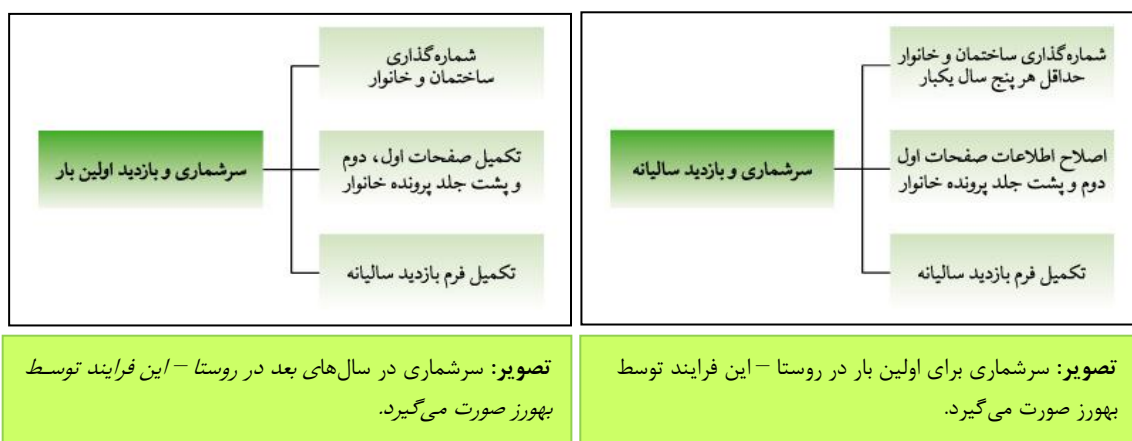 شماره‌گذاری ساختمان و خانوار
حداقل هر پنج سال یکبار
سرشماری و بازدید سالیانه
اصلاح اطلاعات صفحات اول
دوم و پشت جلد پرونده خانوار
تکمیل فرم بازدید سالیانه
تصویر: سرشماری برای اولین بار در روستا – این فرایند توسط
بهورز صورت می‌گیرد.
شماره‌گذاری
ساختمان و خانوار
سرشماری و بازدید اولین بار
تکمیل صفحات اول، دوم
و پشت جلد پرونده خانوار
تکمیل فرم بازدید سالیانه
تصویر: سرشماری در سال‌های بعد در روستا – این فرایند توسط
بهورز صورت می‌گیرد.